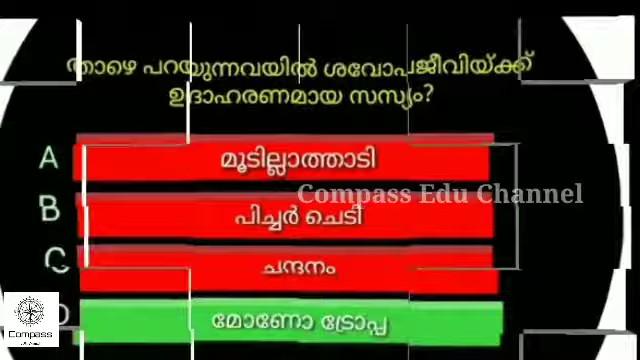 താഴെ പറയുന്നവയിൽ ശവോപജീവിയ്ക്ക്
ഉദാഹരണമായ സസ്യം?
A മൂടില്ലാത്താടി
Compass Edu Channel
B പിച്ചർ ചെടി
C ചന്ദനം
D മോണോ ട്രോപ്പ
Compass